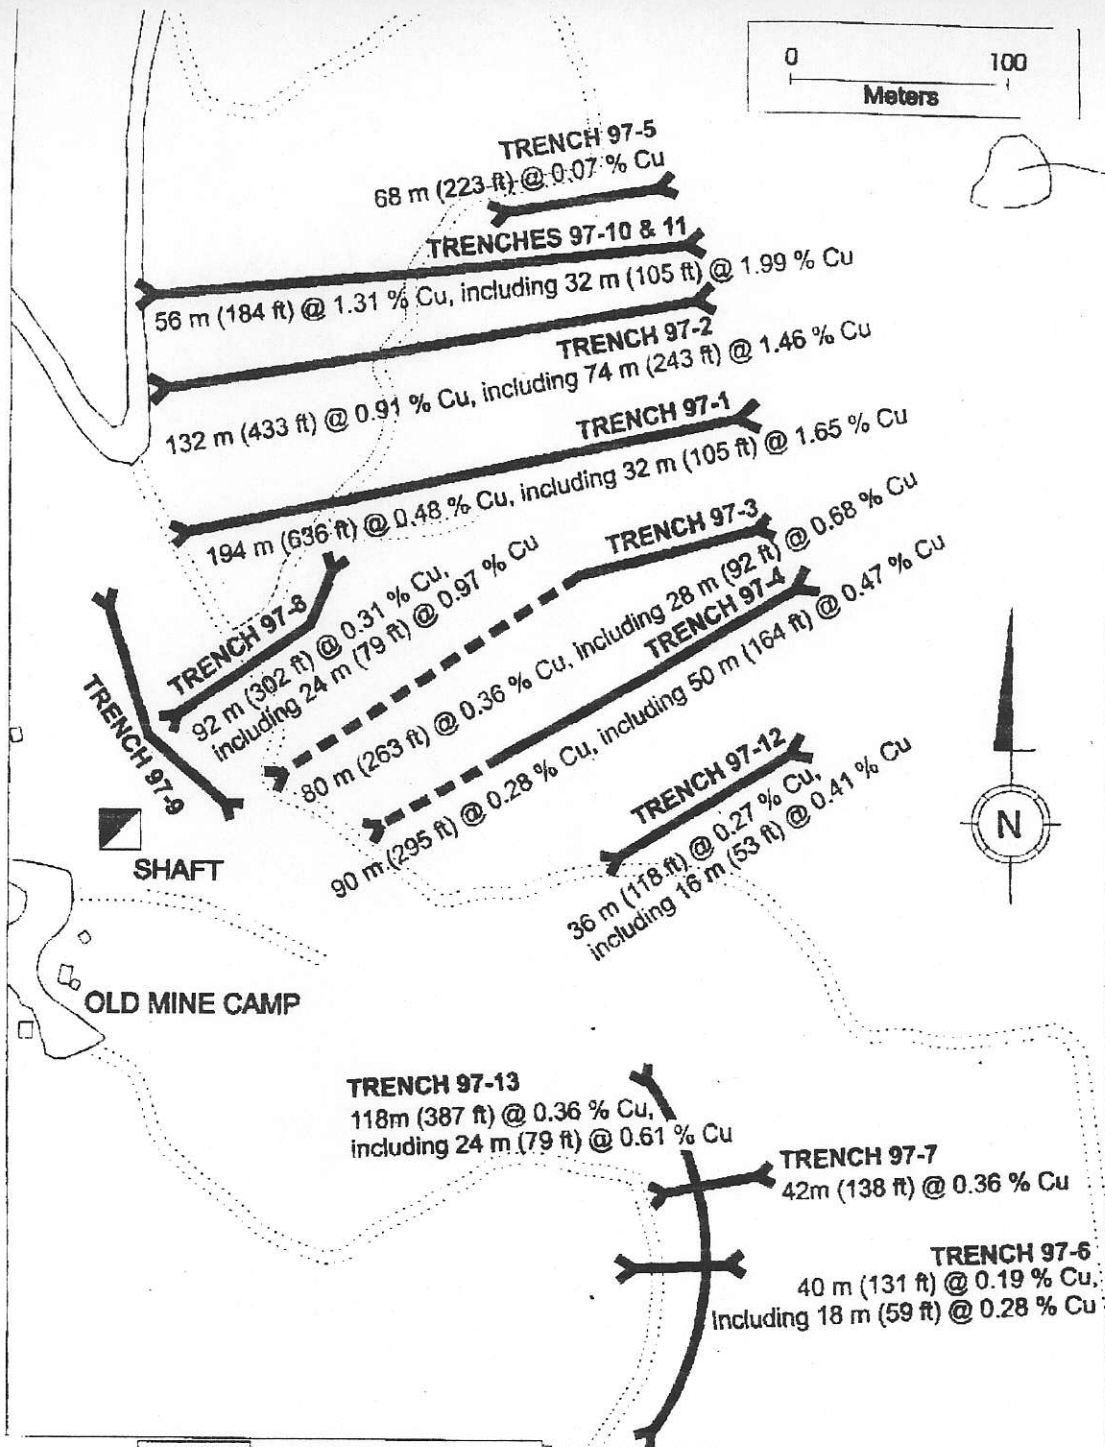 0 100
Meters
TRENCH 97-5
68 m (223 ft) @ 0.07 % Cu
TRENCHES 97-10 & 11
56 m (184 ft) @ 1.31 % Cu, including 32 m (105 ft) @ 1.99 % Cu
TRENCH 97-2
132 m (433 ft) @ 0.91 % Cu, including 74 m (243 ft) @ 1.46 % Cu
TRENCH 97-1
194 m (636 ft) @ 0.48 % Cu, including 32 m (105 ft) @ 1.65 % Cu
TRENCH 97-3
80 m (263 ft) @ 0.36 % Cu, including 28 m (92 ft) @ 0.68 % Cu
TRENCH 97-8
92 m (302 ft) @ 0.31 % Cu,
including 24 m (79 ft) @ 0.97 % Cu
TRENCH 97-4
90 m (295 ft) @ 0.28 % Cu, including 50 m (164 ft) @ 0.47 % Cu
TRENCH 97-9
TRENCH 97-12
36 m (118 ft) @ 0.27 % Cu,
including 16 m (53 ft) @ 0.41 % Cu
N
SHAFT
OLD MINE CAMP
TRENCH 97-13
118m (387 ft) @ 0.36 % Cu,
including 24 m (79 ft) @ 0.61 % Cu
TRENCH 97-7
42m (138 ft) @ 0.36 % Cu
TRENCH 97-6
40 m (131 ft) @ 0.19 % Cu,
Including 18 m (59 ft) @ 0.28 % Cu